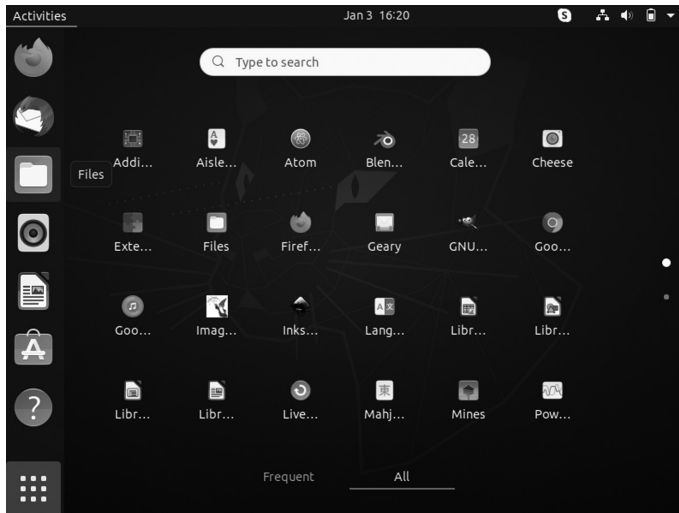 Activities Jan 3 16:20
Type to search
Files
Addi... Aisle... Atom Blen... 28 Cale... Cheese
Exte... Files Firef... Geary GNU... Goo...
Goo... Imag... Inks... Lang... Libr... Libr...
Libr... Libr... Live... Mahj... Mines Pow...
Frequent All